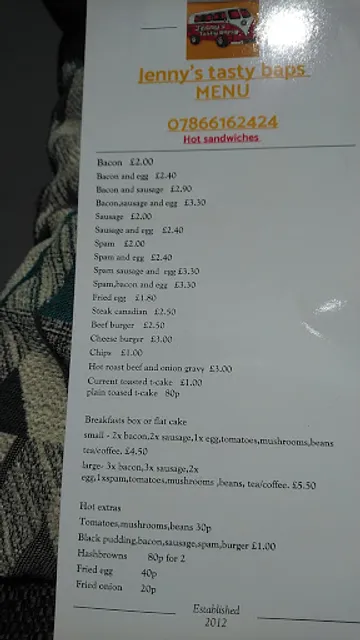 Jenny's tasty baps
MENU
07866162424
Hot sandwiches
Bacon £2.00
Bacon and egg £2.40
Bacon and sausage £2.90
Bacon,sausage and egg £3.30
Sausage £2.00
Sausage and egg £2.40
Spam £2.00
Spam and egg £2.40
Spam sausage and egg £3.30
Spam,bacon and egg £3.30
Fried egg £1.80
Steak canadian £2.50
Beef burger £2.50
Cheese burger £3.00
Chips £1.00
Hot roast beef and onion gravy £3.00
Current toasted t-cake £1.00
plain toased t-cake 80p
Breakfasts box or flat cake
small - 2x bacon,2x sausage,1x egg,tomatoes,mushrooms,beans
tea/coffee. £4.50
large- 3x bacon,3x sausage,2x
egg,1xspam,tomatoes,mushrooms ,beans, tea/coffee. £5.50
Hot extras
Tomatoes,mushrooms,beans 30p
Black pudding,bacon,sausage,spam,burger £1.00
Hashbrowns 80p for 2
Fried egg 40p
Fried onion 20p
Established
2012